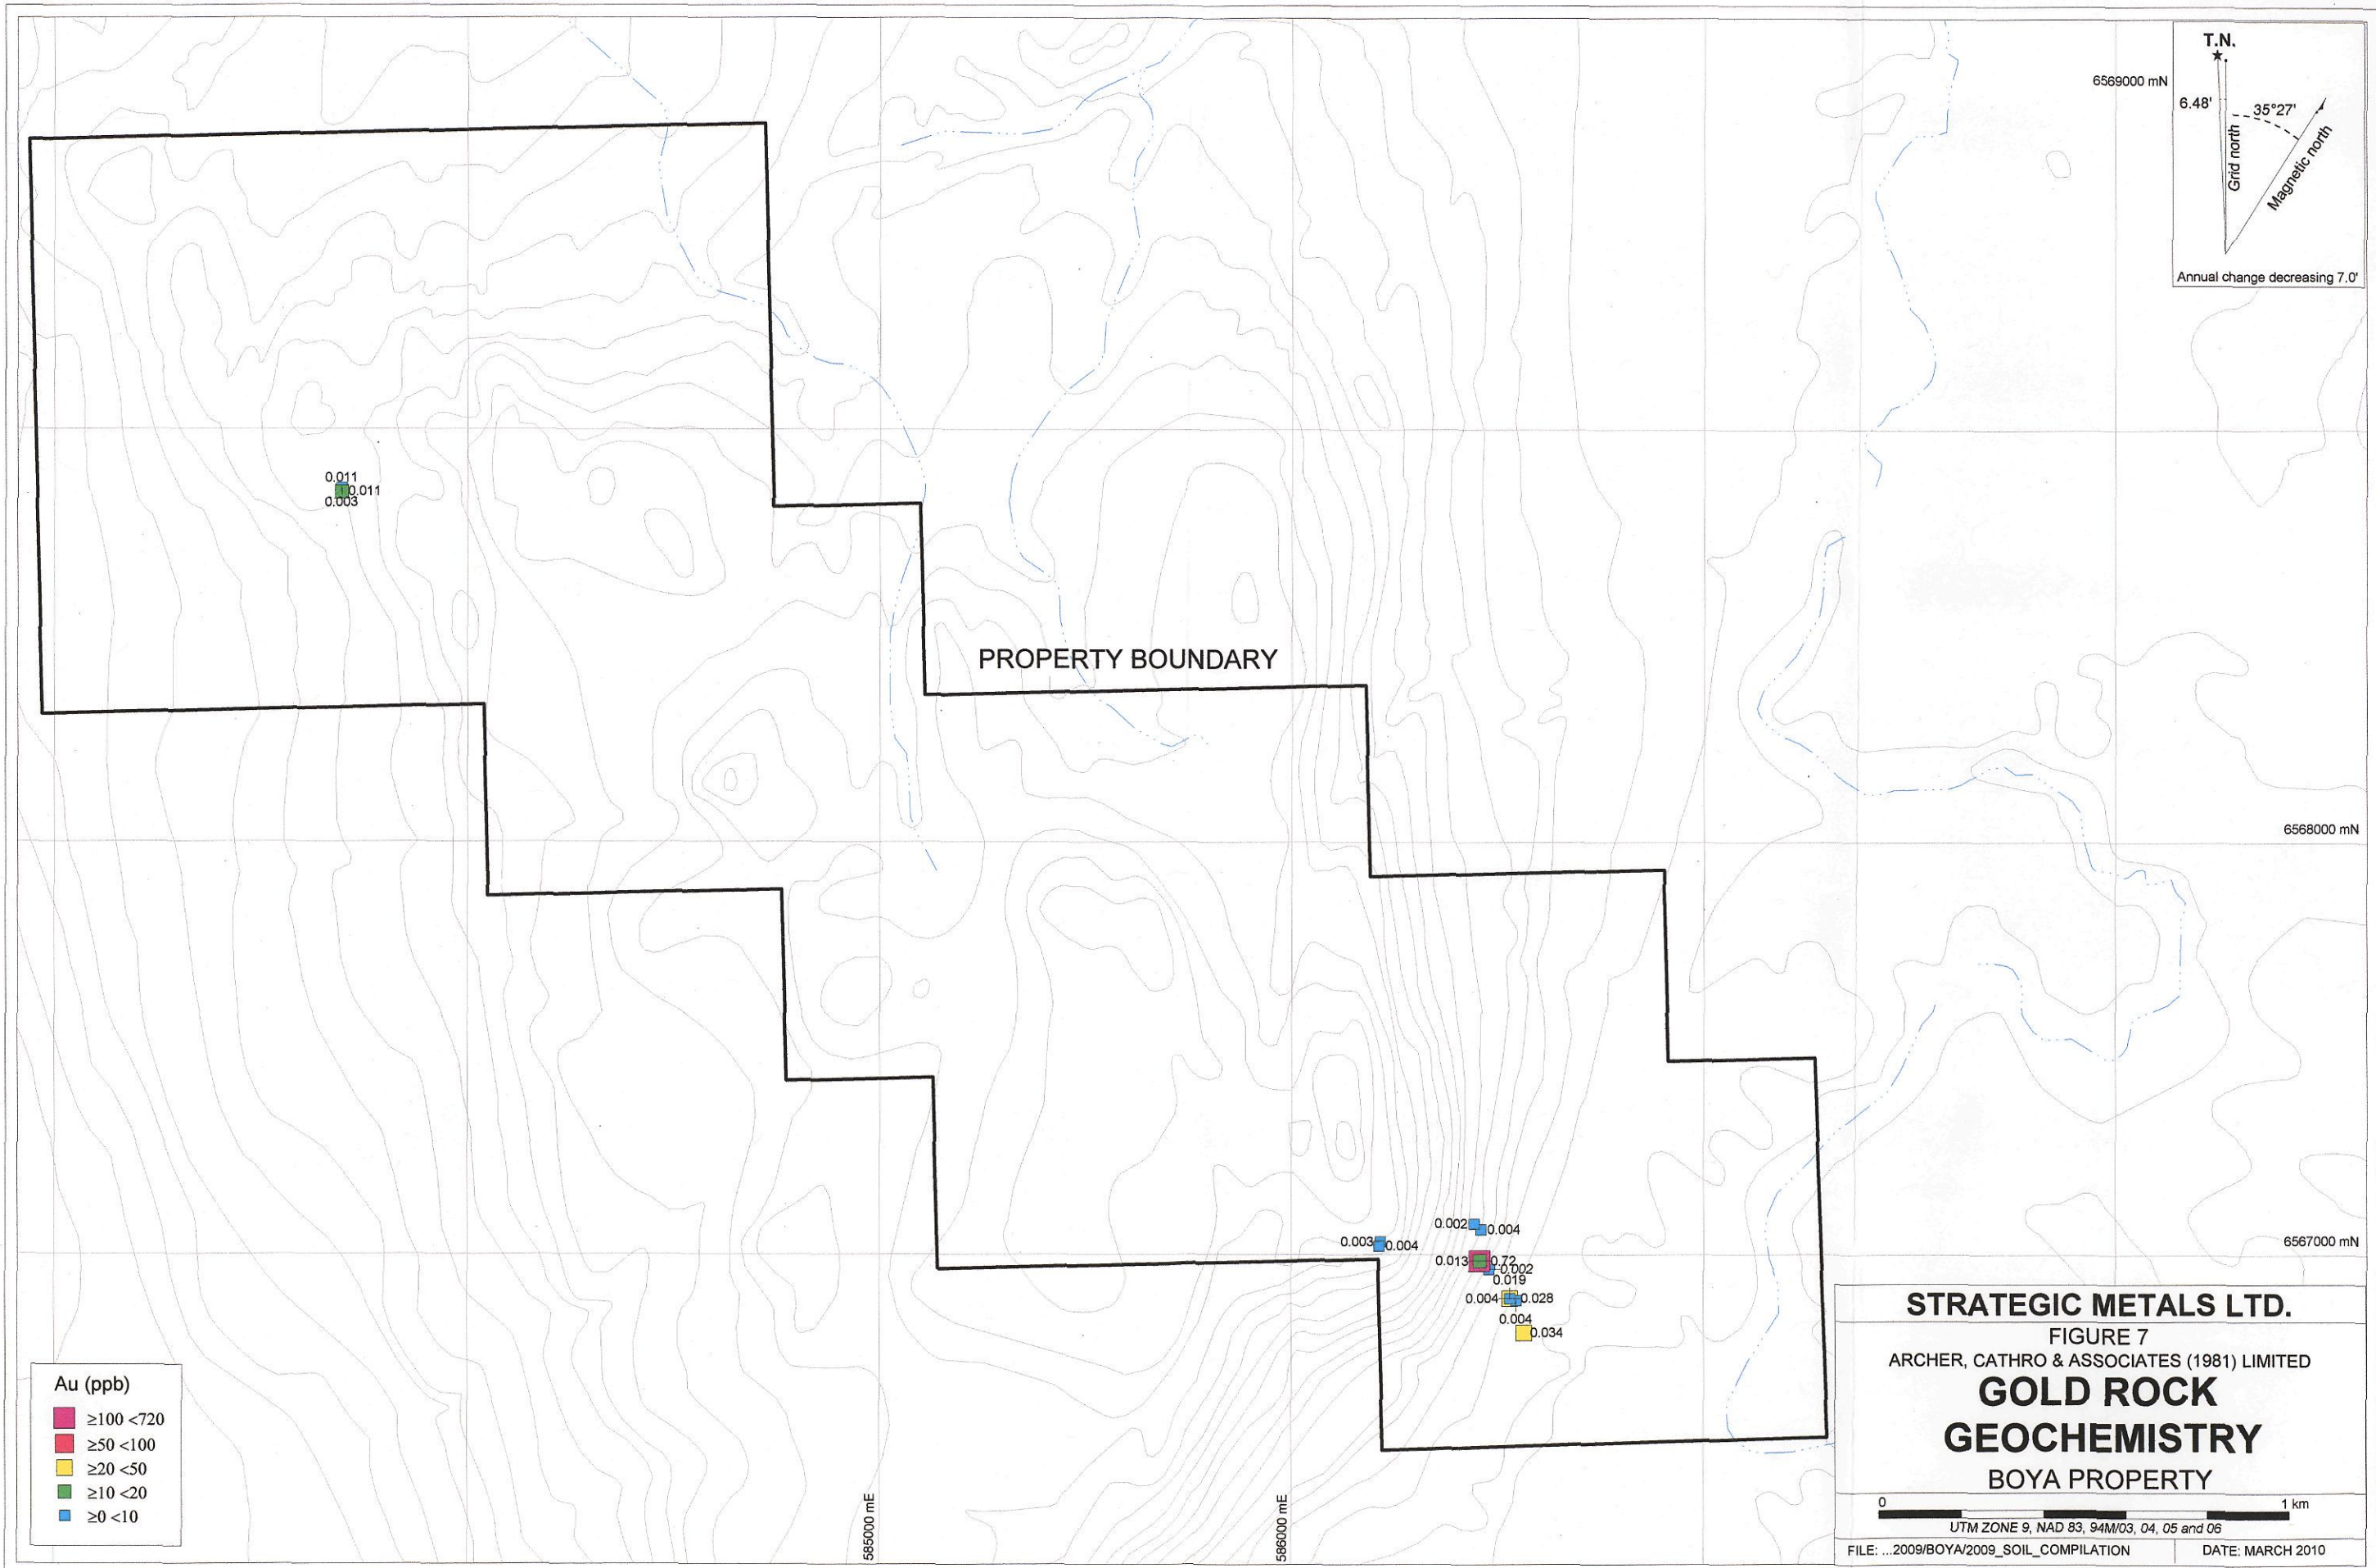 T.N.
6569000 mN
6.48'
35°27'
Grid north
Magnetic north
Annual change decreasing 7.0'
0.011
0.011
0.003
PROPERTY BOUNDARY
6568000 mN
0.002
0.004
0.003
0.004
6567000 mN
0.013
0.72
0.002
0.019
0.004
0.028
0.004
0.034
Au (ppb)
≥100 <720
≥50 <100
≥20 <50
≥10 <20
≥0 <10
585000 mE
586000 mE
STRATEGIC METALS LTD.
FIGURE 7
ARCHER, CATHRO & ASSOCIATES (1981) LIMITED
GOLD ROCK
GEOCHEMISTRY
BOYA PROPERTY
0 1 km
UTM ZONE 9, NAD 83, 94M/03, 04, 05 and 06
FILE: ...2009/BOYA/2009_SOIL_COMPILATION DATE: MARCH 2010